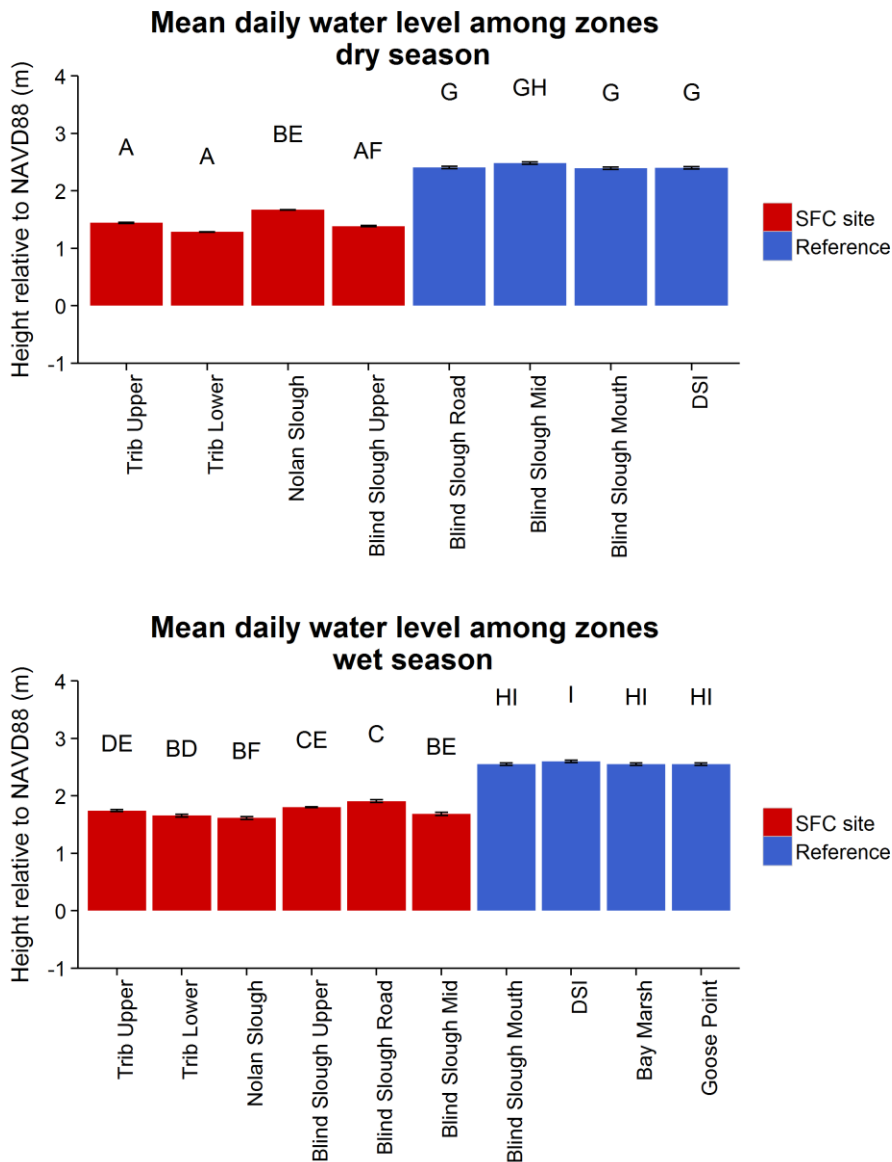 Mean daily water level among zones
dry season
Height relative to NAVD88 (m)
4
3
2
1
0
-1
A
A
BE
AF
G
GH
G
G
Trib Upper
Trib Lower
Nolan Slough
Blind Slough Upper
Blind Slough Road
Blind Slough Mid
Blind Slough Mouth
DSI
SFC site
Reference
Mean daily water level among zones
wet season
Height relative to NAVD88 (m)
4
3
2
1
0
-1
DE
BD
BF
CE
C
BE
HI
I
HI
HI
Trib Upper
Trib Lower
Nolan Slough
Blind Slough Upper
Blind Slough Road
Blind Slough Mid
Blind Slough Mouth
DSI
Bay Marsh
Goose Point
SFC site
Reference